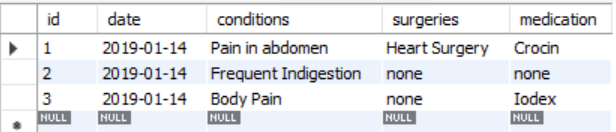 id date conditions surgeries medication
1 2019-01-14 Pain in abdomen Heart Surgery Crocin
2 2019-01-14 Frequent Indigestion none none
3 2019-01-14 Body Pain none Iodex
NULL NULL NULL NULL NULL